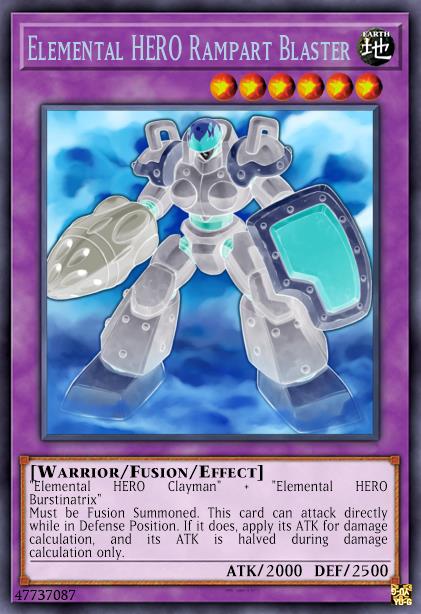 ELEMENTAL HERO RAMPART BLASTER
EARTH
地
[WARRIOR/FUSION/EFFECT]
"Elemental HERO Clayman" + "Elemental HERO
Burstinatrix"
Must be Fusion Summoned. This card can attack directly
while in Defense Position. If it does, apply its ATK for damage
calculation, and its ATK is halved during damage
calculation only.
ATK/2000 DEF/2500
47737087